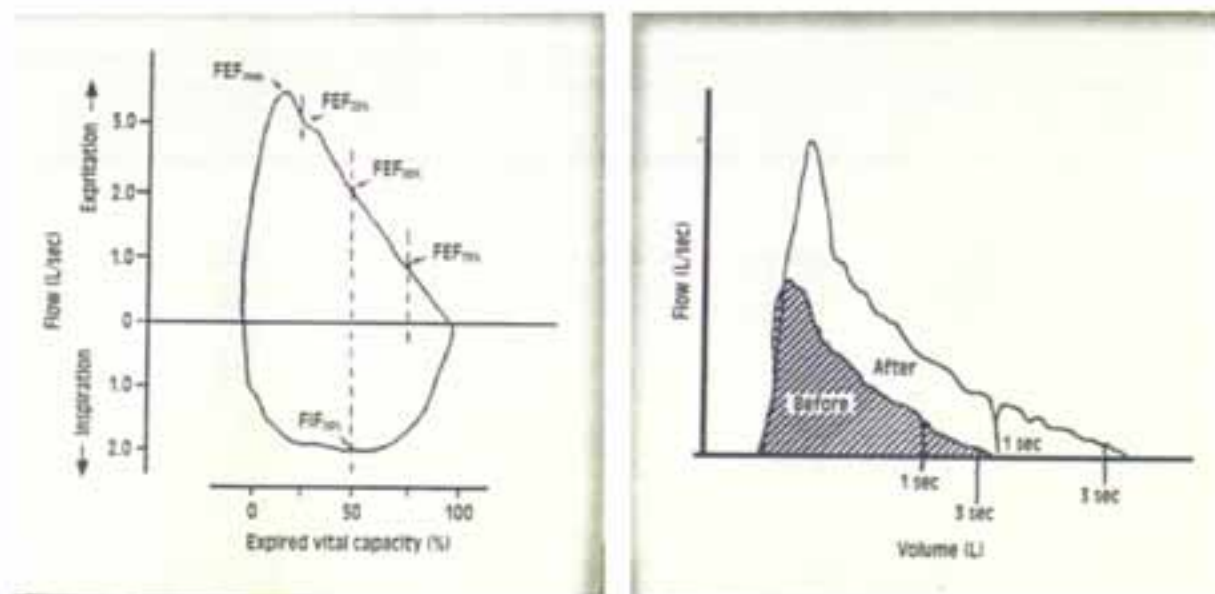 FEFmax
FEF25%
3.0
Expiration
FEF50%
2.0
FEF75%
1.0
Flow (L/sec)
0
1.0
Inspiration
FIF50%
2.0
0
50
100
Expired vital capacity (%)
Flow (L/sec)
After
Before
1 sec
1 sec
3 sec
3 sec
Volume (L)